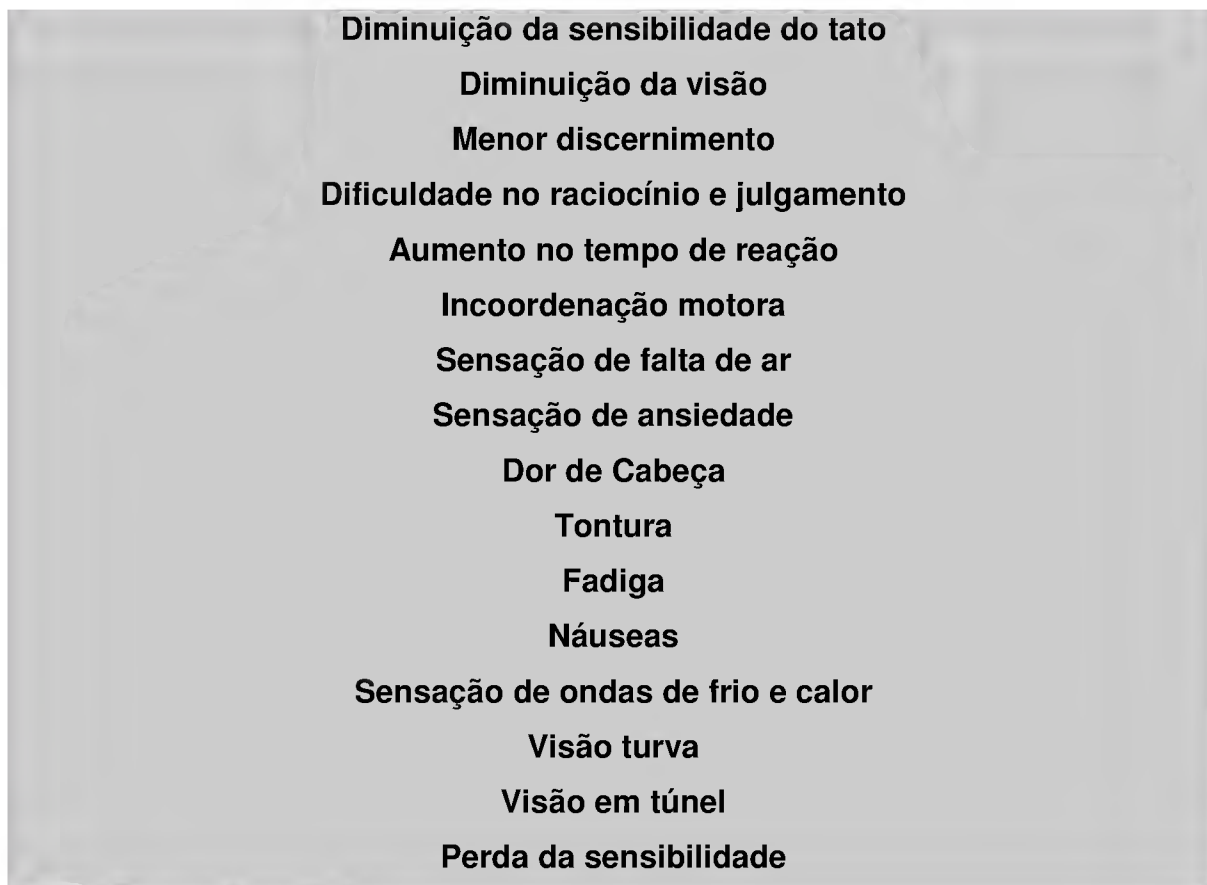 Diminuição da sensibilidade do tato
Diminuição da visão
Menor discernimento
Dificuldade no raciocínio e julgamento
Aumento no tempo de reação
Incoordenação motora
Sensação de falta de ar
Sensação de ansiedade
Dor de Cabeça
Tontura
Fadiga
Náuseas
Sensação de ondas de frio e calor
Visão turva
Visão em túnel
Perda da sensibilidade